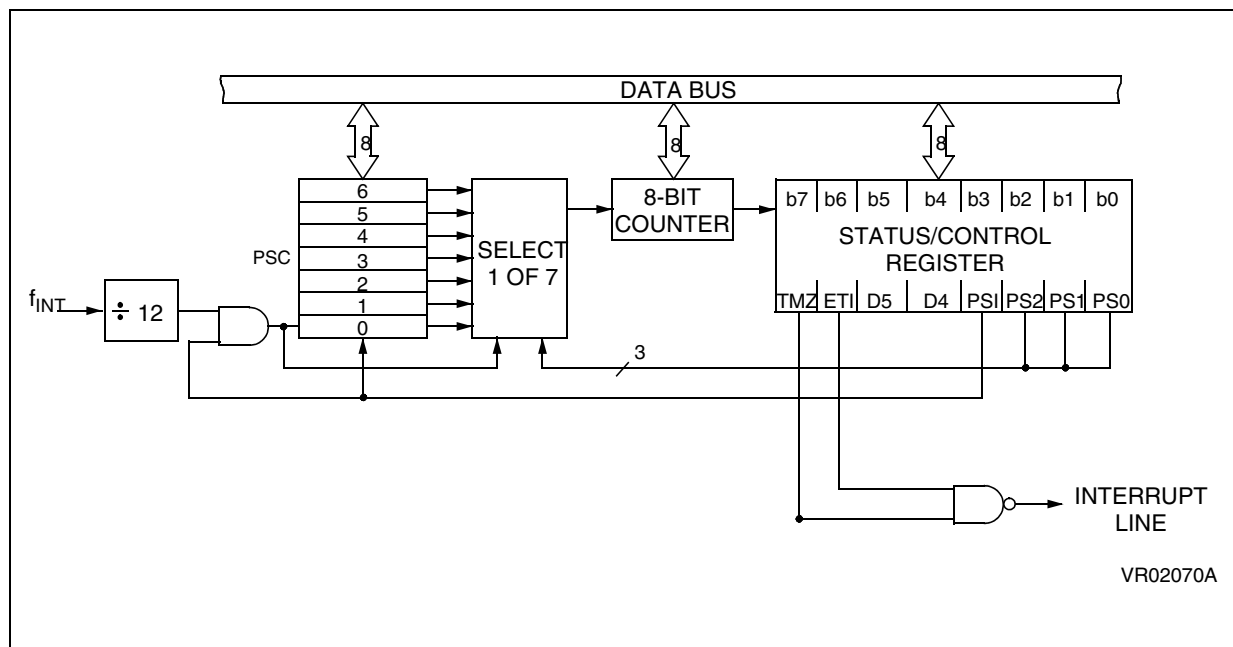 DATA BUS
8
8
8
6
5
4
3
2
1
0
PSC
SELECT
1 OF 7
8-BIT
COUNTER
b7 b6 b5 b4 b3 b2 b1 b0
STATUS/CONTROL
REGISTER
TMZ ETI D5 D4 PSI PS2 PS1 PS0
fINT
÷ 12
3
INTERRUPT
LINE
VR02070A